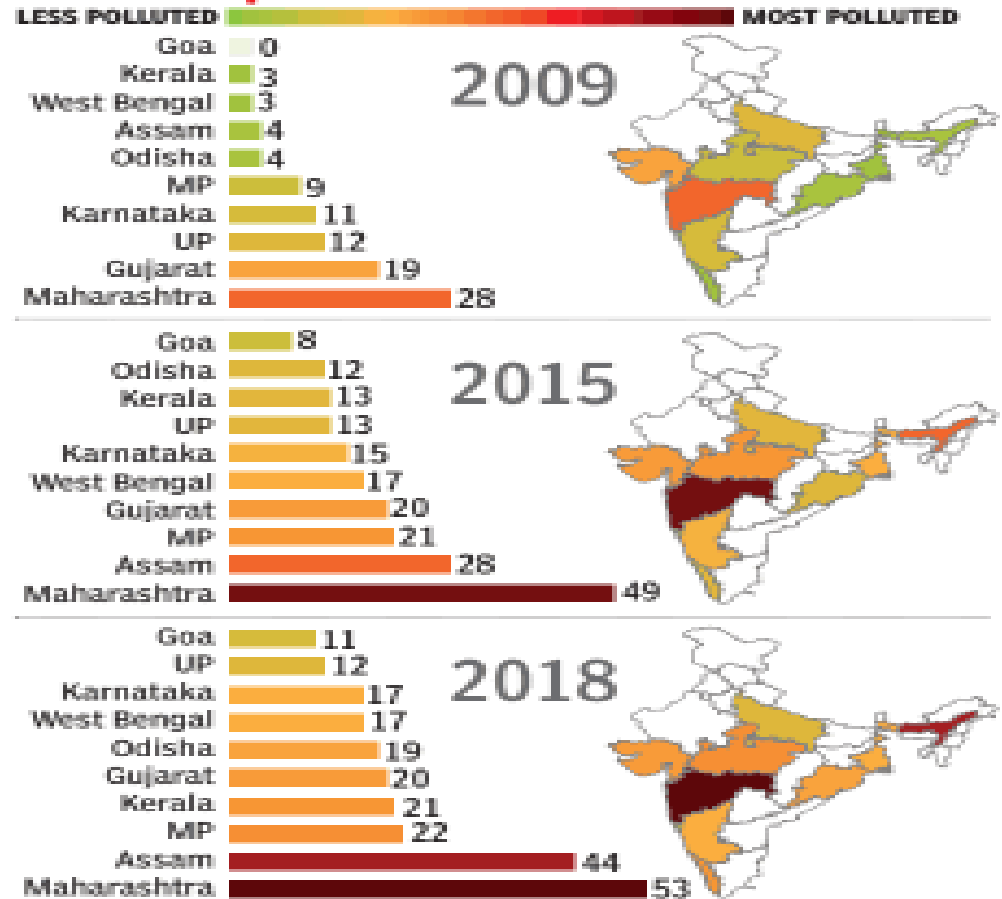 LESS POLLUTED MOST POLLUTED
2009
Goa 0
Kerala 3
West Bengal 3
Assam 4
Odisha 4
MP 9
Karnataka 11
UP 12
Gujarat 19
Maharashtra 28
2015
Goa 8
Odisha 12
Kerala 13
UP 13
Karnataka 15
West Bengal 17
Gujarat 20
MP 21
Assam 28
Maharashtra 49
2018
Goa 11
UP 12
Karnataka 17
West Bengal 17
Odisha 19
Gujarat 20
Kerala 21
MP 22
Assam 44
Maharashtra 53